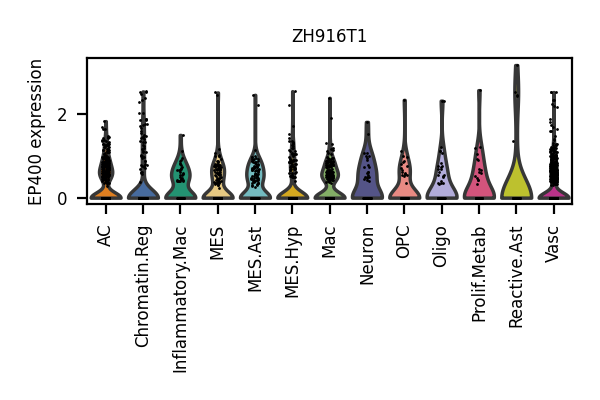 ZH916T1
EP400 expression
2
0
AC
Chromatin.Reg
Inflammatory.Mac
MES
MES.Ast
MES.Hyp
Mac
Neuron
OPC
Oligo
Prolif.Metab
Reactive.Ast
Vasc